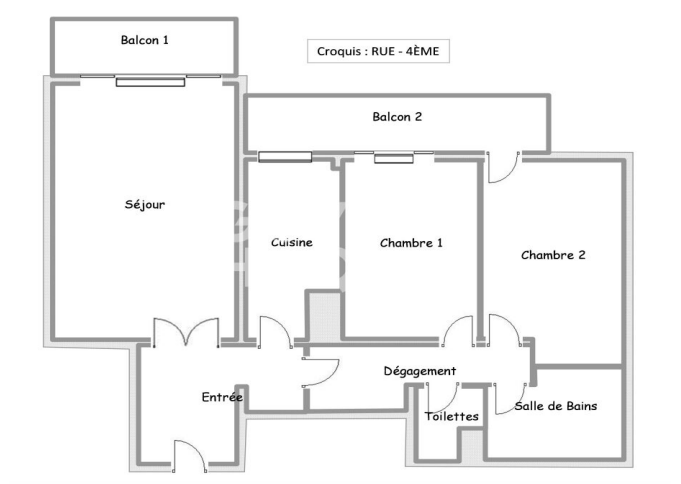 Balcon 1
Croquis : RUE - 4ÈME
Balcon 2
Séjour
Cuisine
Chambre 1
Chambre 2
Dégagement
Entrée
Toilettes
Salle de Bains